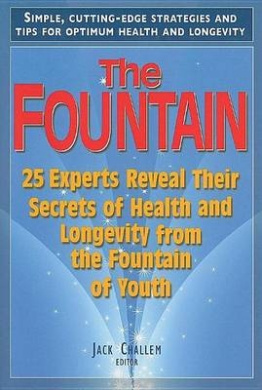 SIMPLE, CUTTING-EDGE STRATEGIES AND
TIPS FOR OPTIMUM HEALTH AND LONGEVITY
The
FOUNTAIN
25 Experts Reveal Their
Secrets of Health and
Longevity from
the Fountain
of Youth
JACK CHALLEM
EDITOR